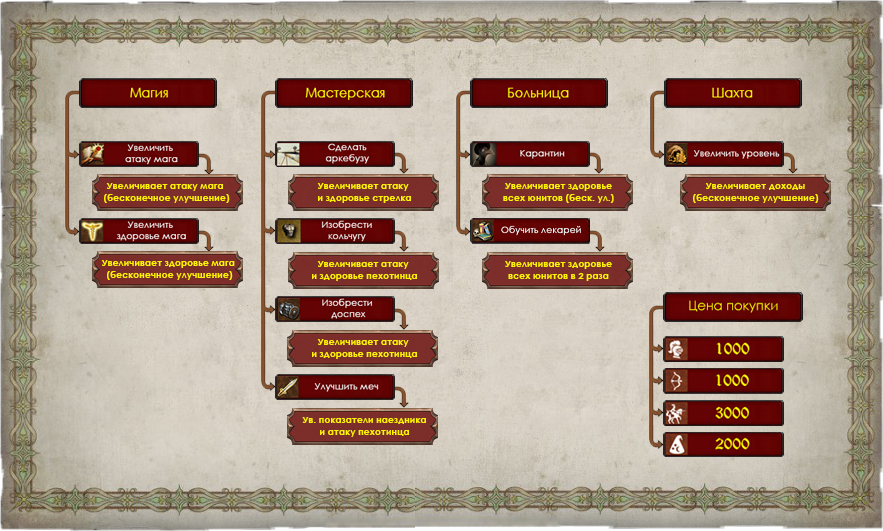 Магия
Увеличить
атаку мага
Увеличивает атаку мага
(бесконечное улучшение)
Увеличить
здоровье мага
Увеличивает здоровье мага
(бесконечное улучшение)
Мастерская
Сделать
аркебузу
Увеличивает атаку
и здоровье стрелка
Изобрести
кольчугу
Увеличивает атаку
и здоровье пехотинца
Изобрести
доспех
Увеличивает атаку
и здоровье пехотинца
Улучшить меч
Ув. показатели наездника
и атаку пехотинца
Больница
Карантин
Увеличивает здоровье
всех юнитов (беск. ул.)
Обучить лекарей
Увеличивает здоровье
всех юнитов в 2 раза
Шахта
Увеличить уровень
Увеличивает доходы
(бесконечное улучшение)
Цена покупки
1000
1000
3000
2000